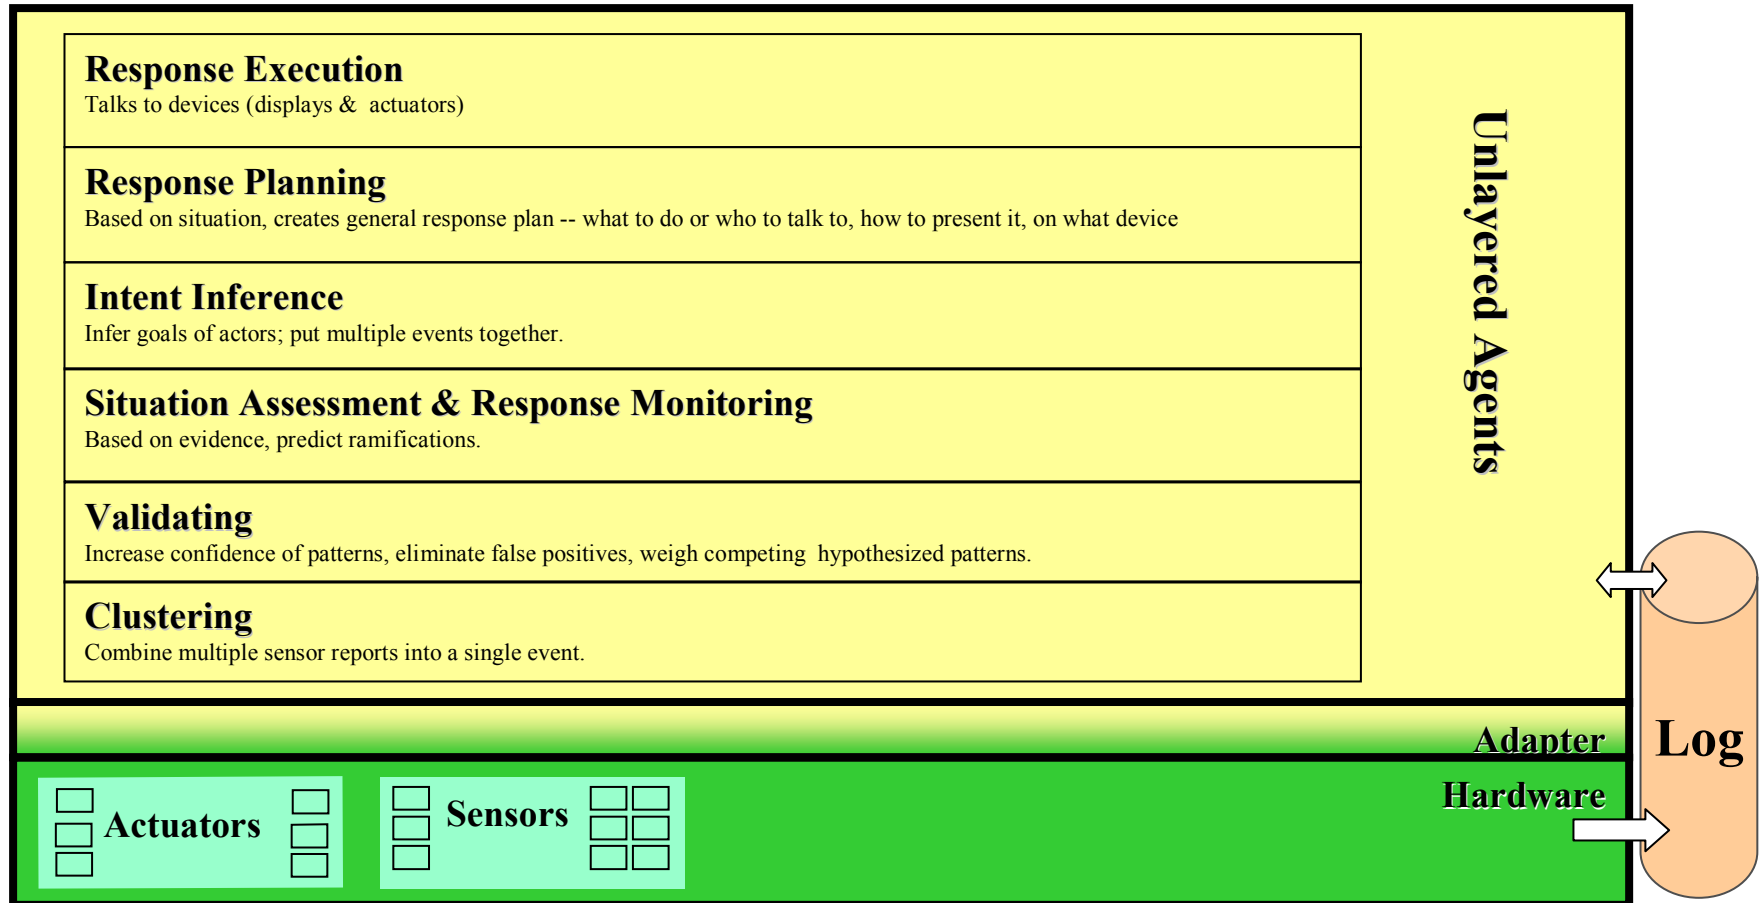 Response Execution
Talks to devices (displays & actuators)
Response Planning
Based on situation, creates general response plan -- what to do or who to talk to, how to present it, on what device
Intent Inference
Infer goals of actors; put multiple events together.
Situation Assessment & Response Monitoring
Based on evidence, predict ramifications.
Validating
Increase confidence of patterns, eliminate false positives, weigh competing hypothesized patterns.
Clustering
Combine multiple sensor reports into a single event.
Unlayered Agents
Adapter
Log
Hardware
Actuators
Sensors